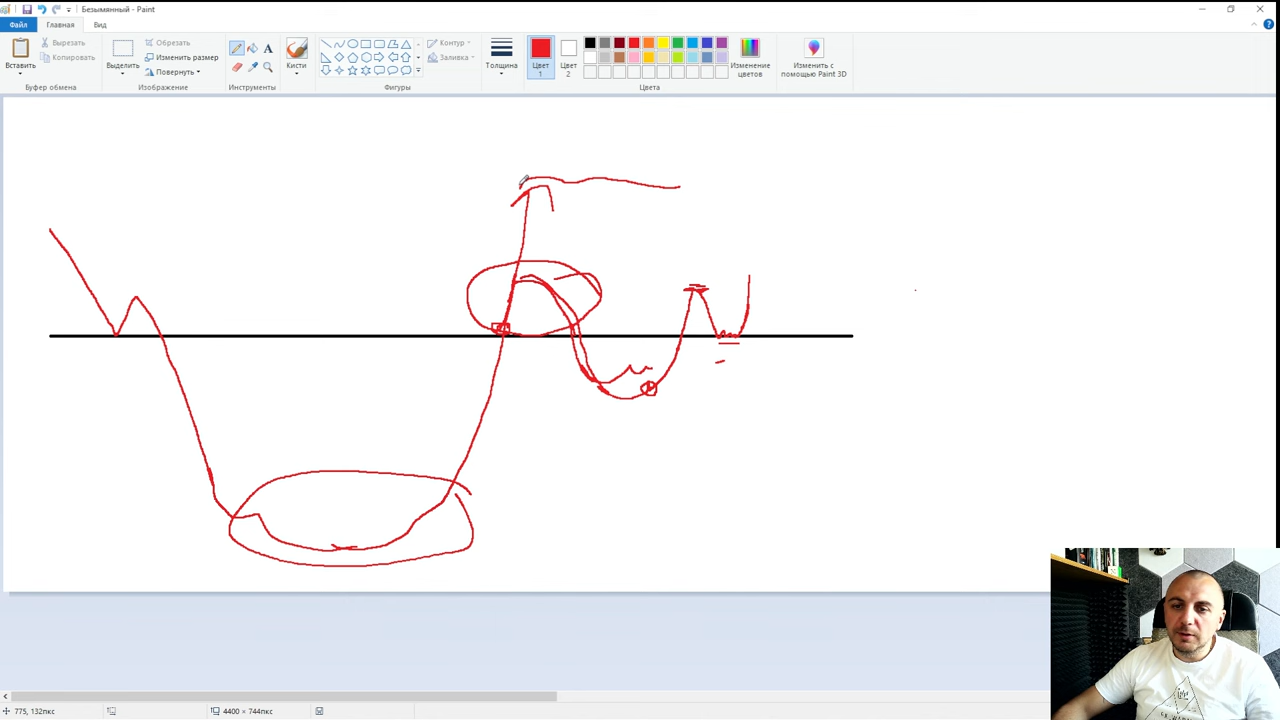 Безымянный - Paint
Файл Главная Вид
Вставить
Вырезать
Копировать
Буфер обмена
Выделить
Обрезать
Изменить размер
Повернуть
Изображение
A
Инструменты
Кисти
Контур
Заливка
Фигуры
Толщина
Цвет 1
Цвет 2
Изменение цветов
Цвета
Изменить с помощью Paint 3D
775, 132пкс
4400 × 744пкс